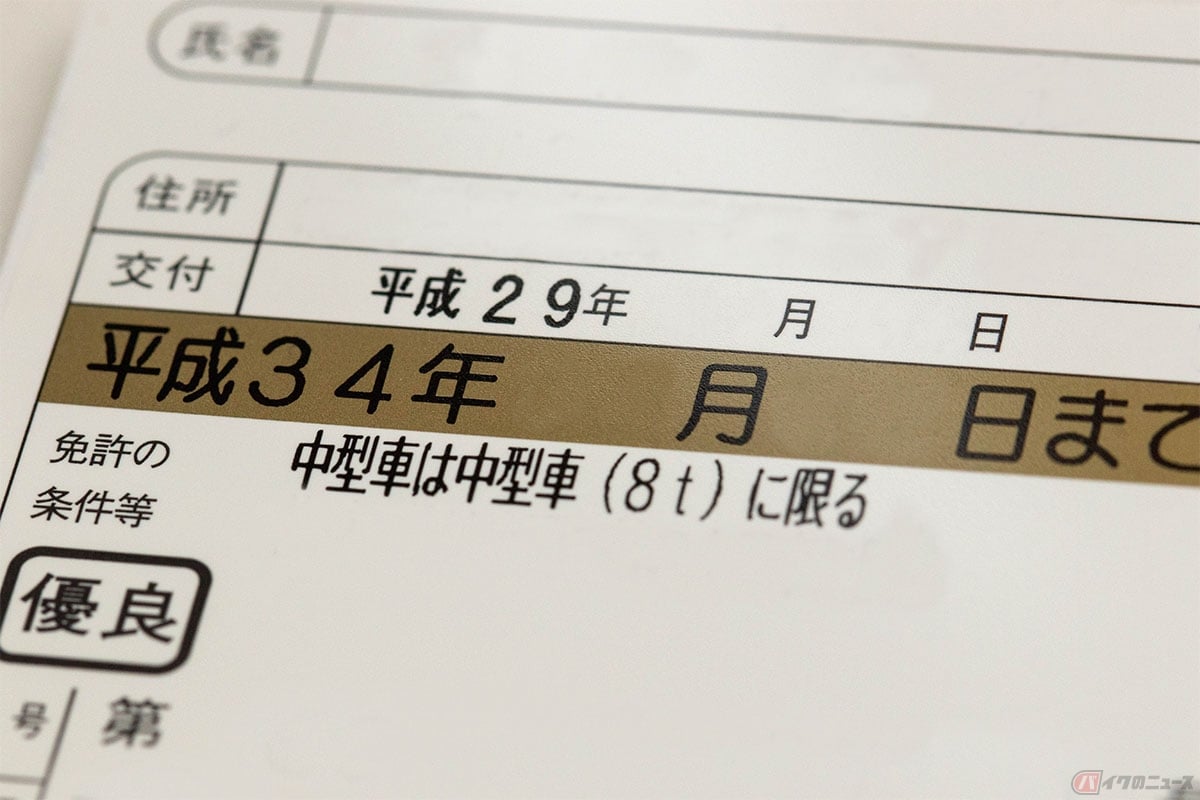 氏名
住所
交付 平成 29年 月 日
平成34年 月 日まで
免許の
条件等
中型車は中型車(8t)に限る
優良
号 第
バイクのニュース